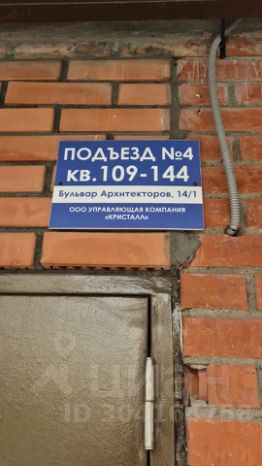 ПОДЪЕЗД №4
кв.109-144
Бульвар Архитекторов, 14/1
ООО УПРАВЛЯЮЩАЯ КОМПАНИЯ
«КРИСТАЛЛ»
ЦИАН